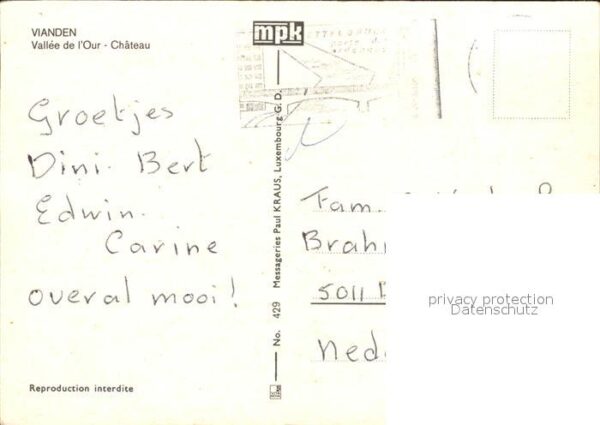 VIANDEN
Vallée de l'Our - Château
mpk
Groetjes
Dini. Bert
Edwin.
Carine
overal mooi!
Reproduction interdite
No. 429 Messageries Paul KRAUS, Luxembourg G. D.
Fam.
Brahm
5011
Ned
privacy protection
Datenschutz